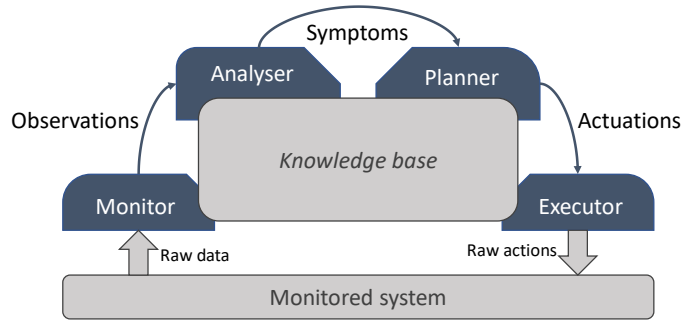 Symptoms
Analyser
Planner
Observations
Actuations
Knowledge base
Monitor
Executor
Raw data
Raw actions
Monitored system